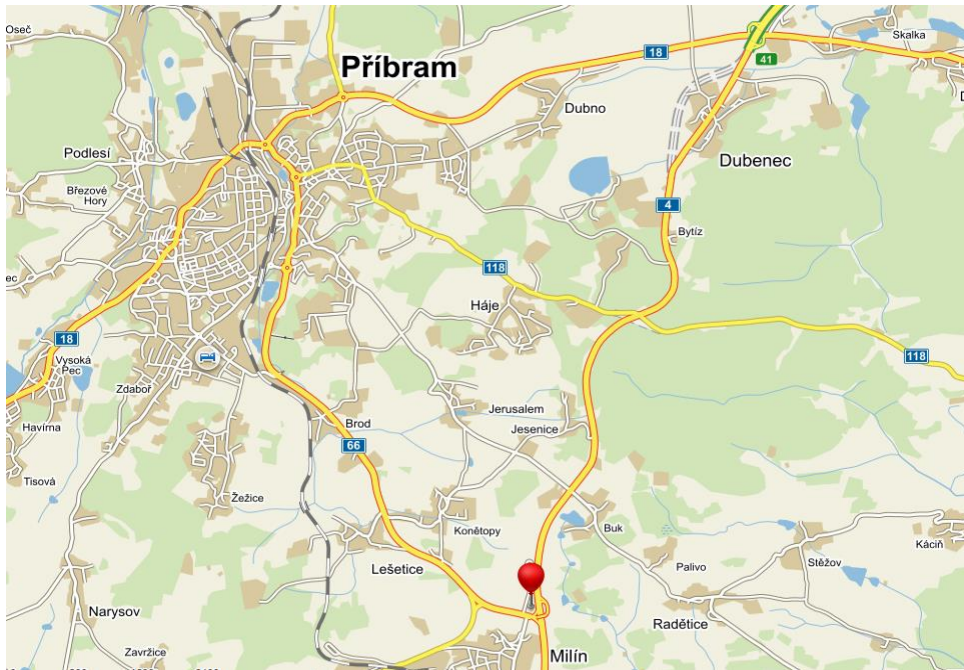 Oseč
18
Skalka
41
Příbram
Dubno
Podlesí
Dubenec
Březové
Hory
4
Bytíz
118
Háje
18
Vysoká
Pec
118
Zdaboř
Jerusalem
Havírna
Brod
Jesenice
66
Tisová
Žežice
Buk
Konětopy
Káciň
Lešetice
Palivo
Stěžov
Narysov
Radětice
Milín
Zavržice